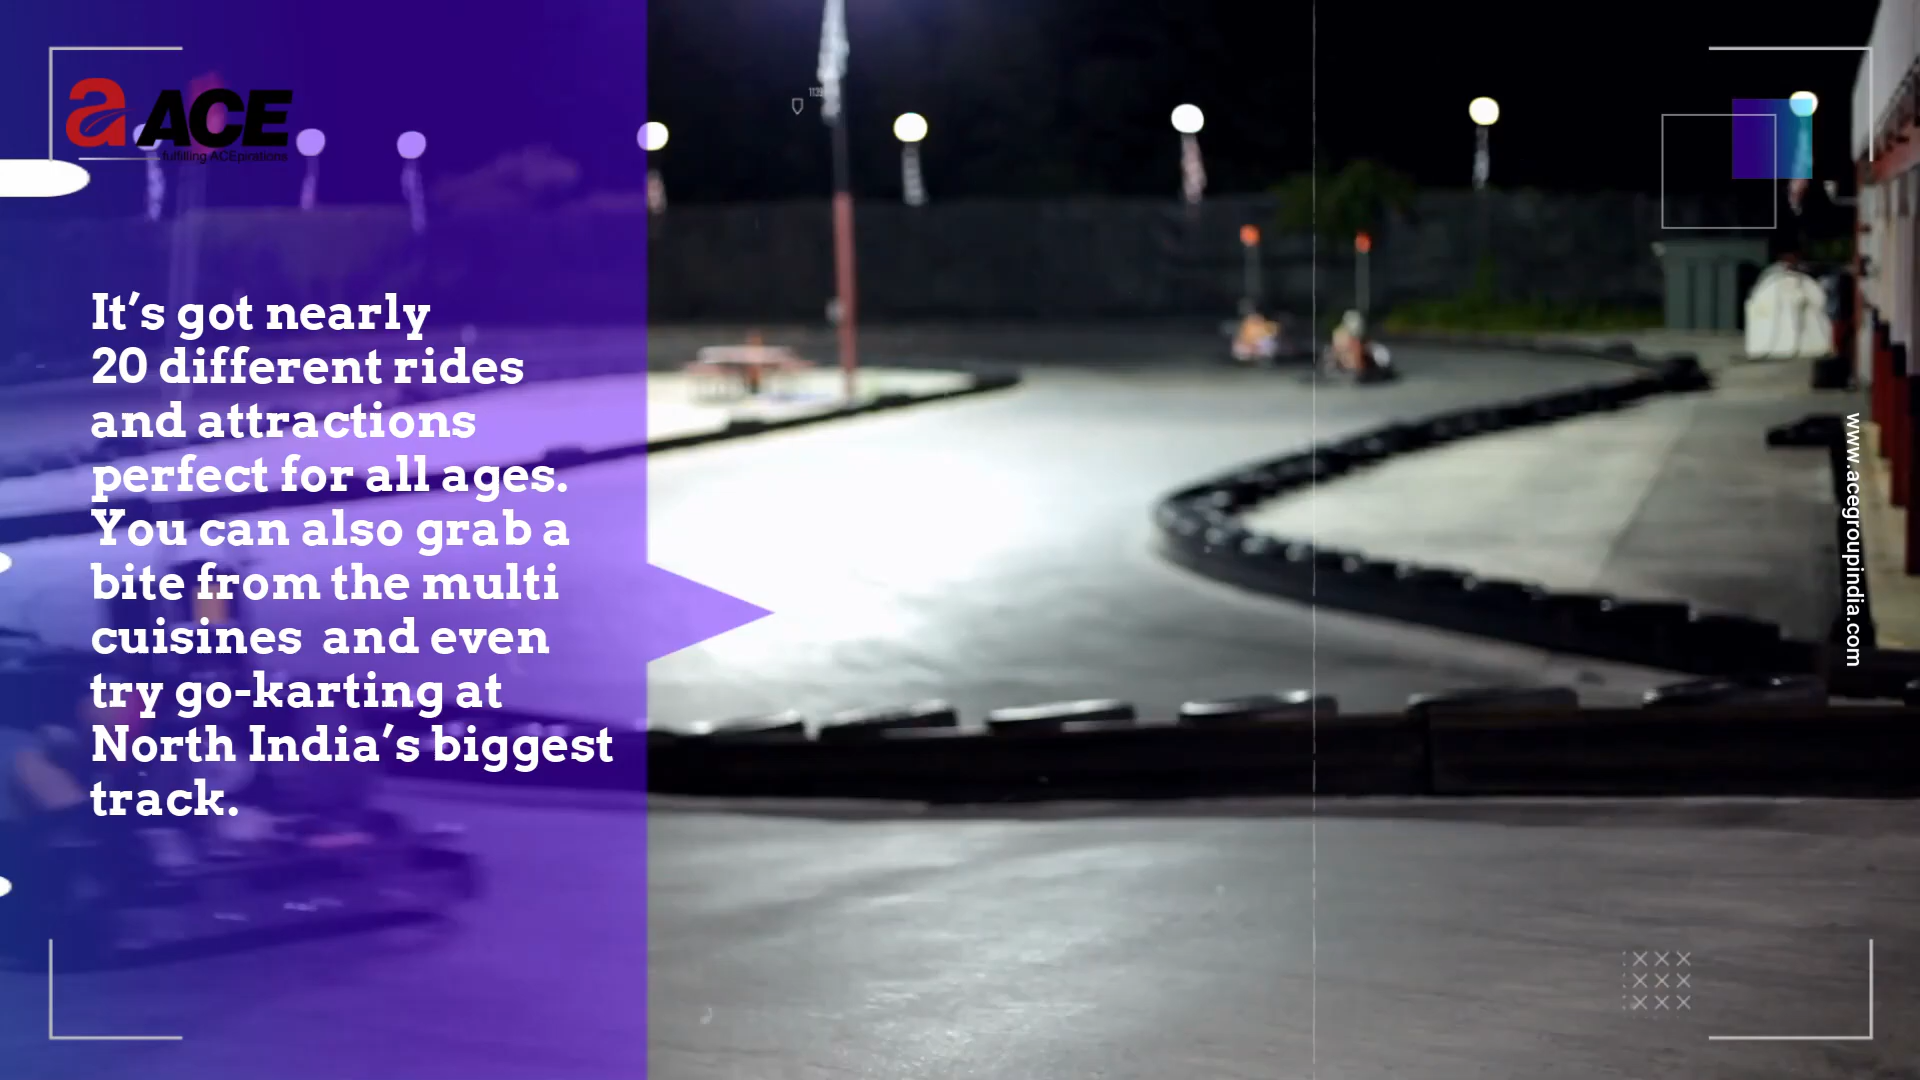 a ACE
fulfilling ACEpirations
It’s got nearly
20 different rides
and attractions
perfect for all ages.
You can also grab a
bite from the multi
cuisines  and even
try go-karting at
North India’s biggest
track.
www.acegroupindia.com